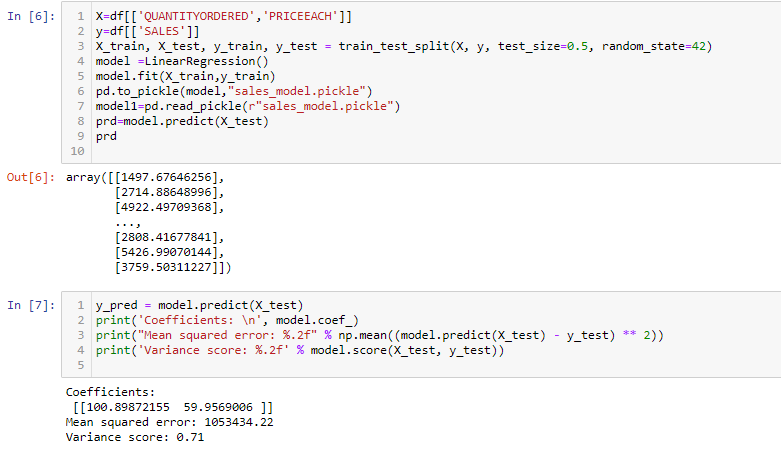 In [6]:
1 X=df[['QUANTITYORDERED','PRICEEACH']]
2 y=df[['SALES']]
3 X_train, X_test, y_train, y_test = train_test_split(X, y, test_size=0.5, random_state=42)
4 model =LinearRegression()
5 model.fit(X_train,y_train)
6 pd.to_pickle(model,"sales_model.pickle")
7 model1=pd.read_pickle(r"sales_model.pickle")
8 prd=model.predict(X_test)
9 prd
10
Out[6]: array([[1497.67646256],
[2714.88648996],
[4922.49709368],
...,
[2808.41677841],
[5426.99070144],
[3759.50311227]])
In [7]:
1 y_pred = model.predict(X_test)
2 print('Coefficients: \n', model.coef_)
3 print("Mean squared error: %.2f" % np.mean((model.predict(X_test) - y_test) ** 2))
4 print('Variance score: %.2f' % model.score(X_test, y_test))
5
Coefficients:
[[100.89872155  59.9569006 ]]
Mean squared error: 1053434.22
Variance score: 0.71